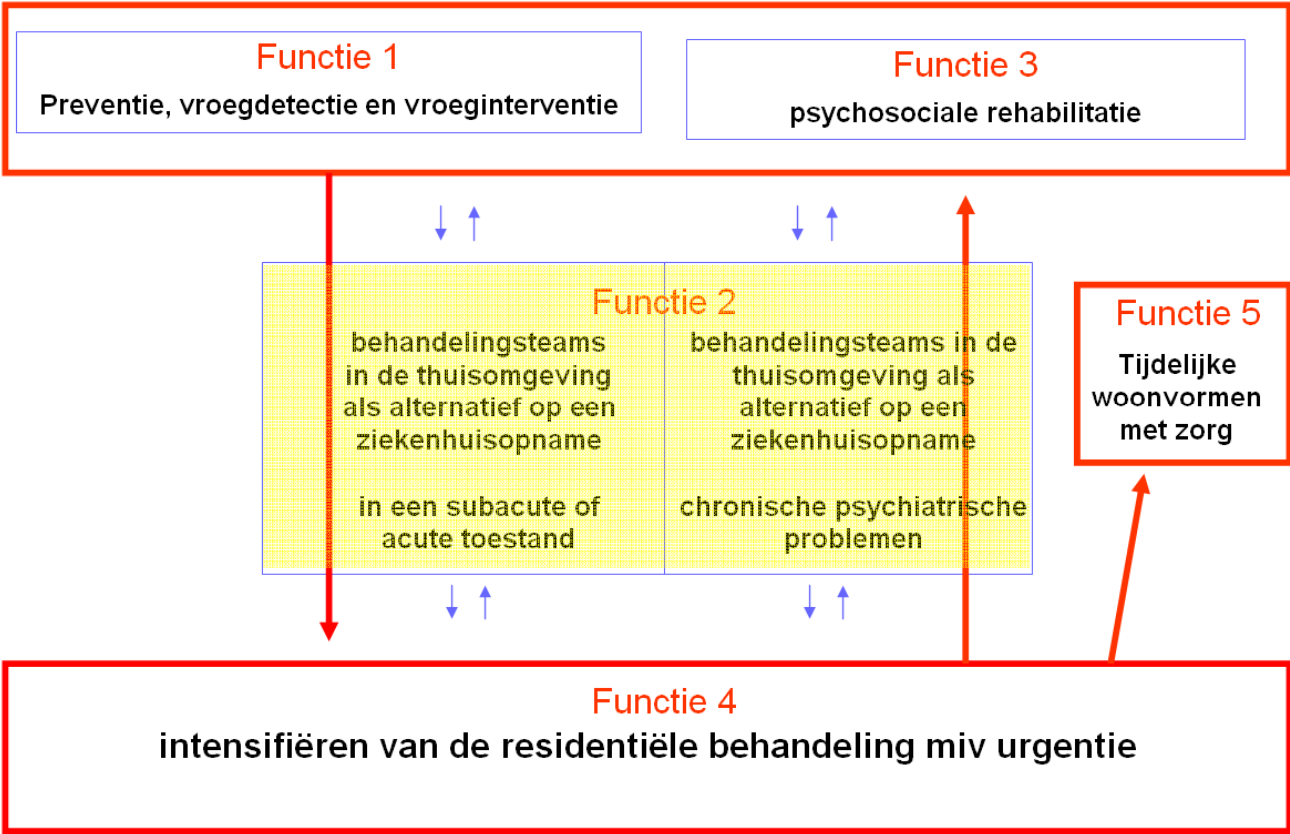 Functie 1
Preventie, vroegdetectie en vroeginterventie
Functie 3
psychosociale rehabilitatie
Functie 2
behandelingsteams
in de thuisomgeving
als alternatief op een
ziekenhuisopname
in een subacute of
acute toestand
behandelingsteams in de
thuisomgeving als
alternatief op een
ziekenhuisopname
chronische psychiatrische
problemen
Functie 5
Tijdelijke
woonvormen
met zorg
Functie 4
intensifiëren van de residentiële behandeling miv urgentie